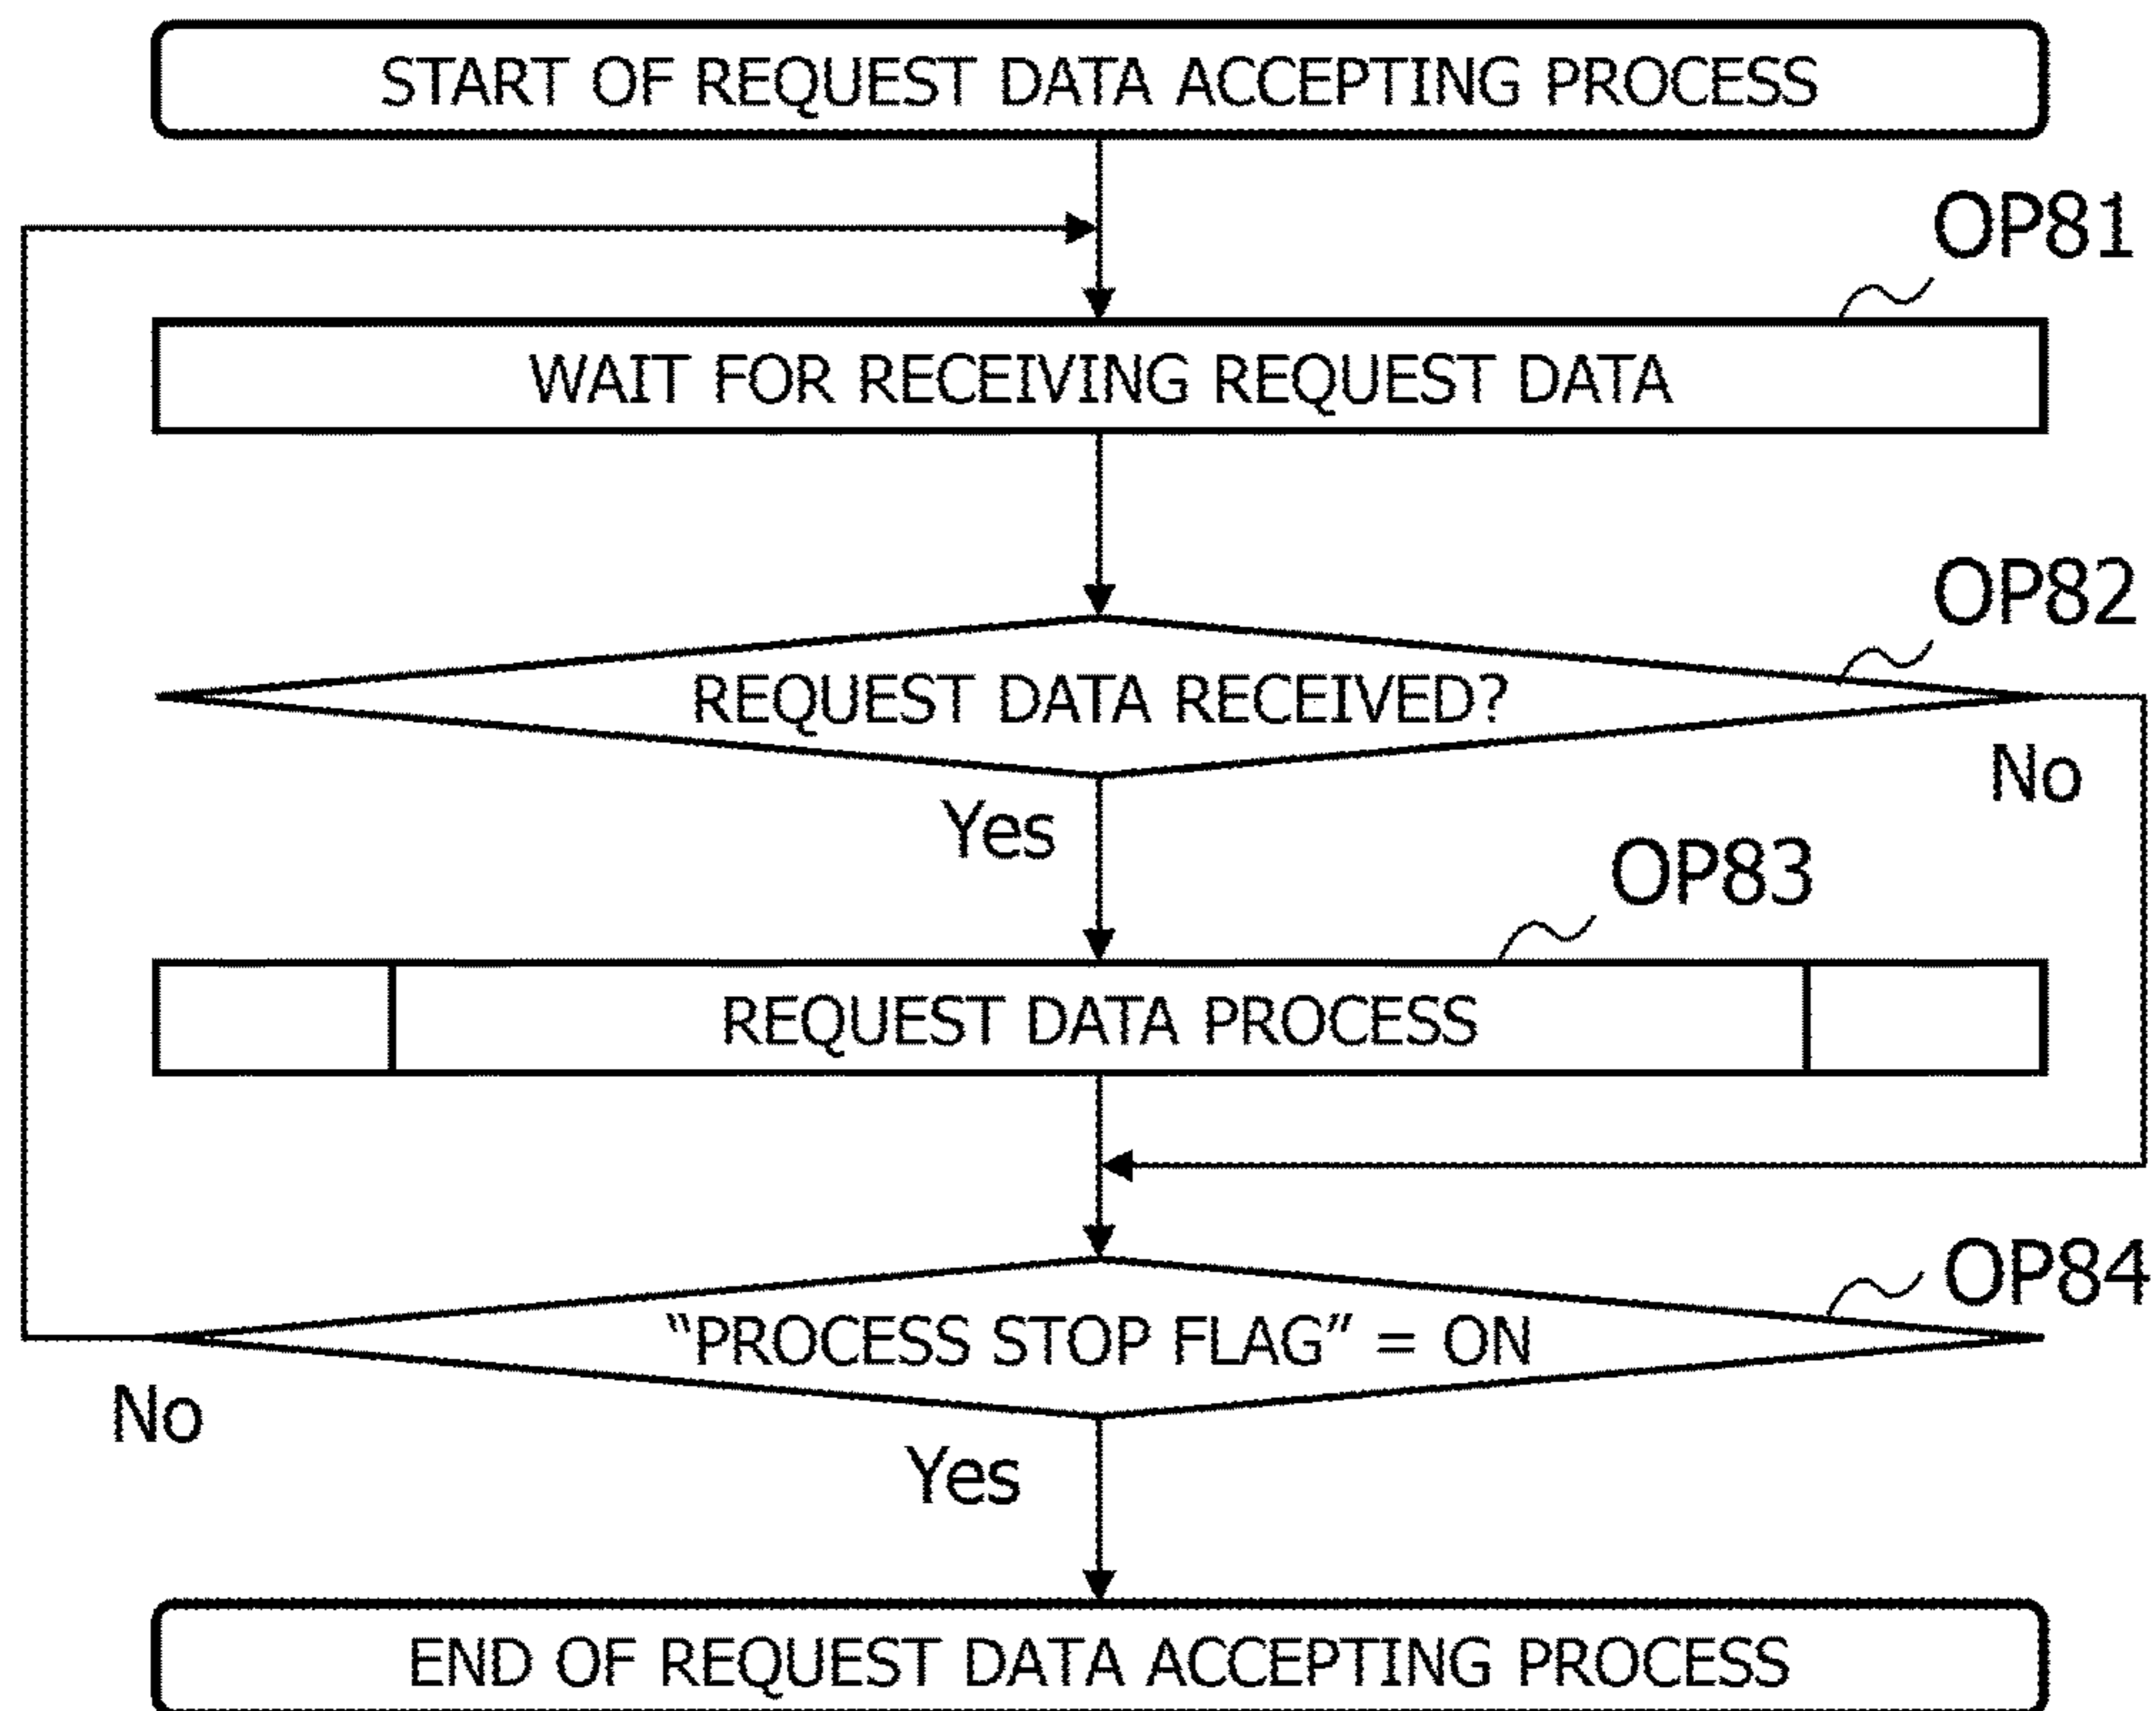 START OF REQUEST DATA ACCEPTING PROCESS
OP81
WAIT FOR RECEIVING REQUEST DATA
OP82
REQUEST DATA RECEIVED?
No
Yes
OP83
REQUEST DATA PROCESS
OP84
“PROCESS STOP FLAG” = ON
No
Yes
END OF REQUEST DATA ACCEPTING PROCESS